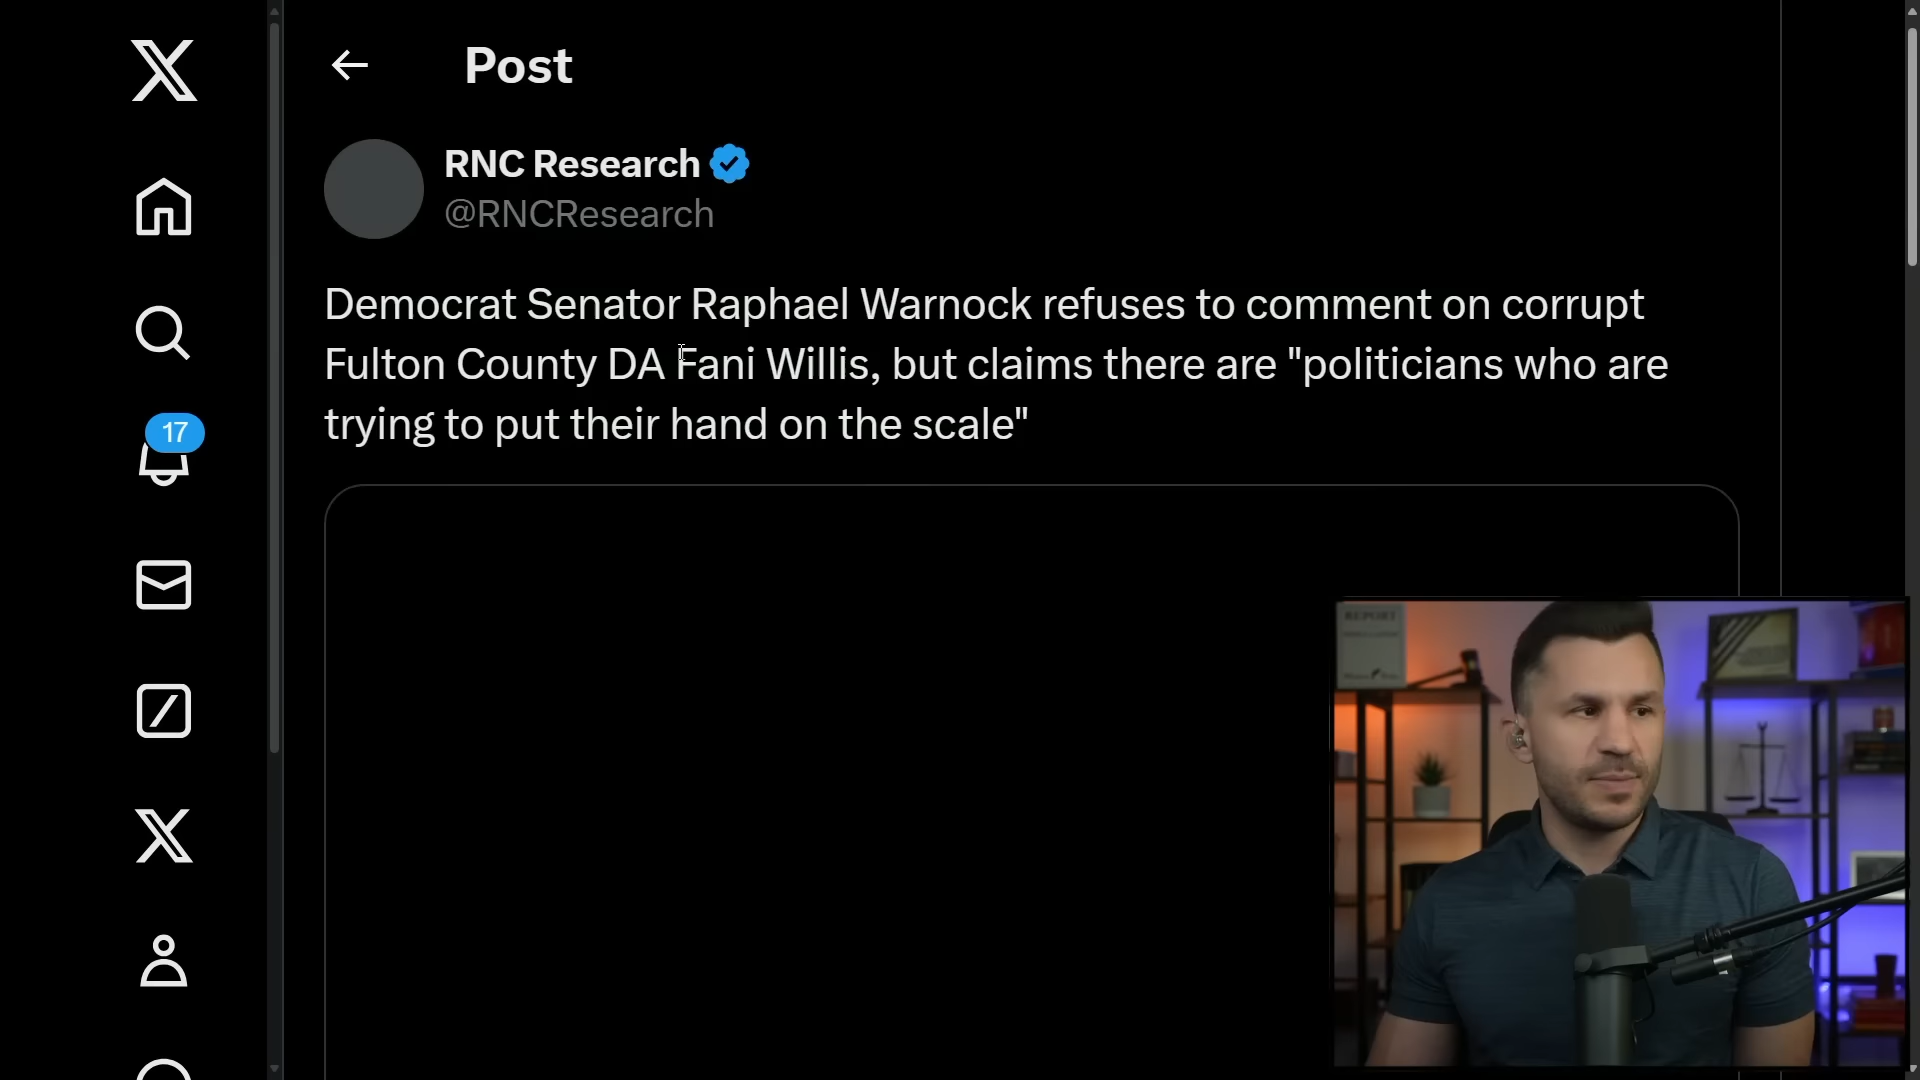 Post
RNC Research
@RNCResearch
Democrat Senator Raphael Warnock refuses to comment on corrupt
Fulton County DA Fani Willis, but claims there are "politicians who are
trying to put their hand on the scale"
17
REPORT